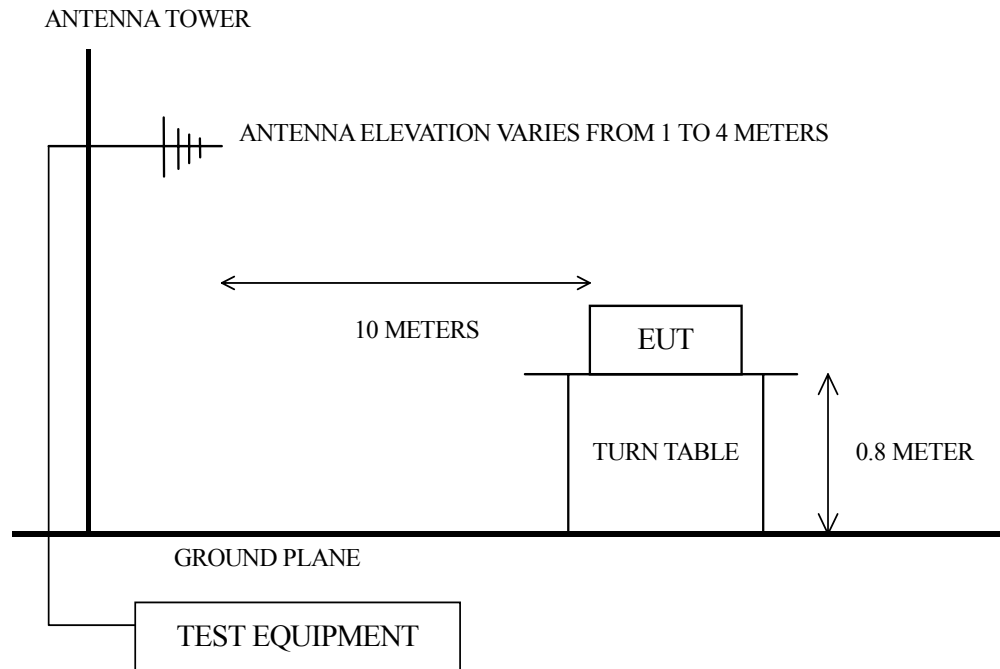 ANTENNA TOWER
ANTENNA ELEVATION VARIES FROM 1 TO 4 METERS
10 METERS
EUT
TURN TABLE
0.8 METER
GROUND PLANE
TEST EQUIPMENT